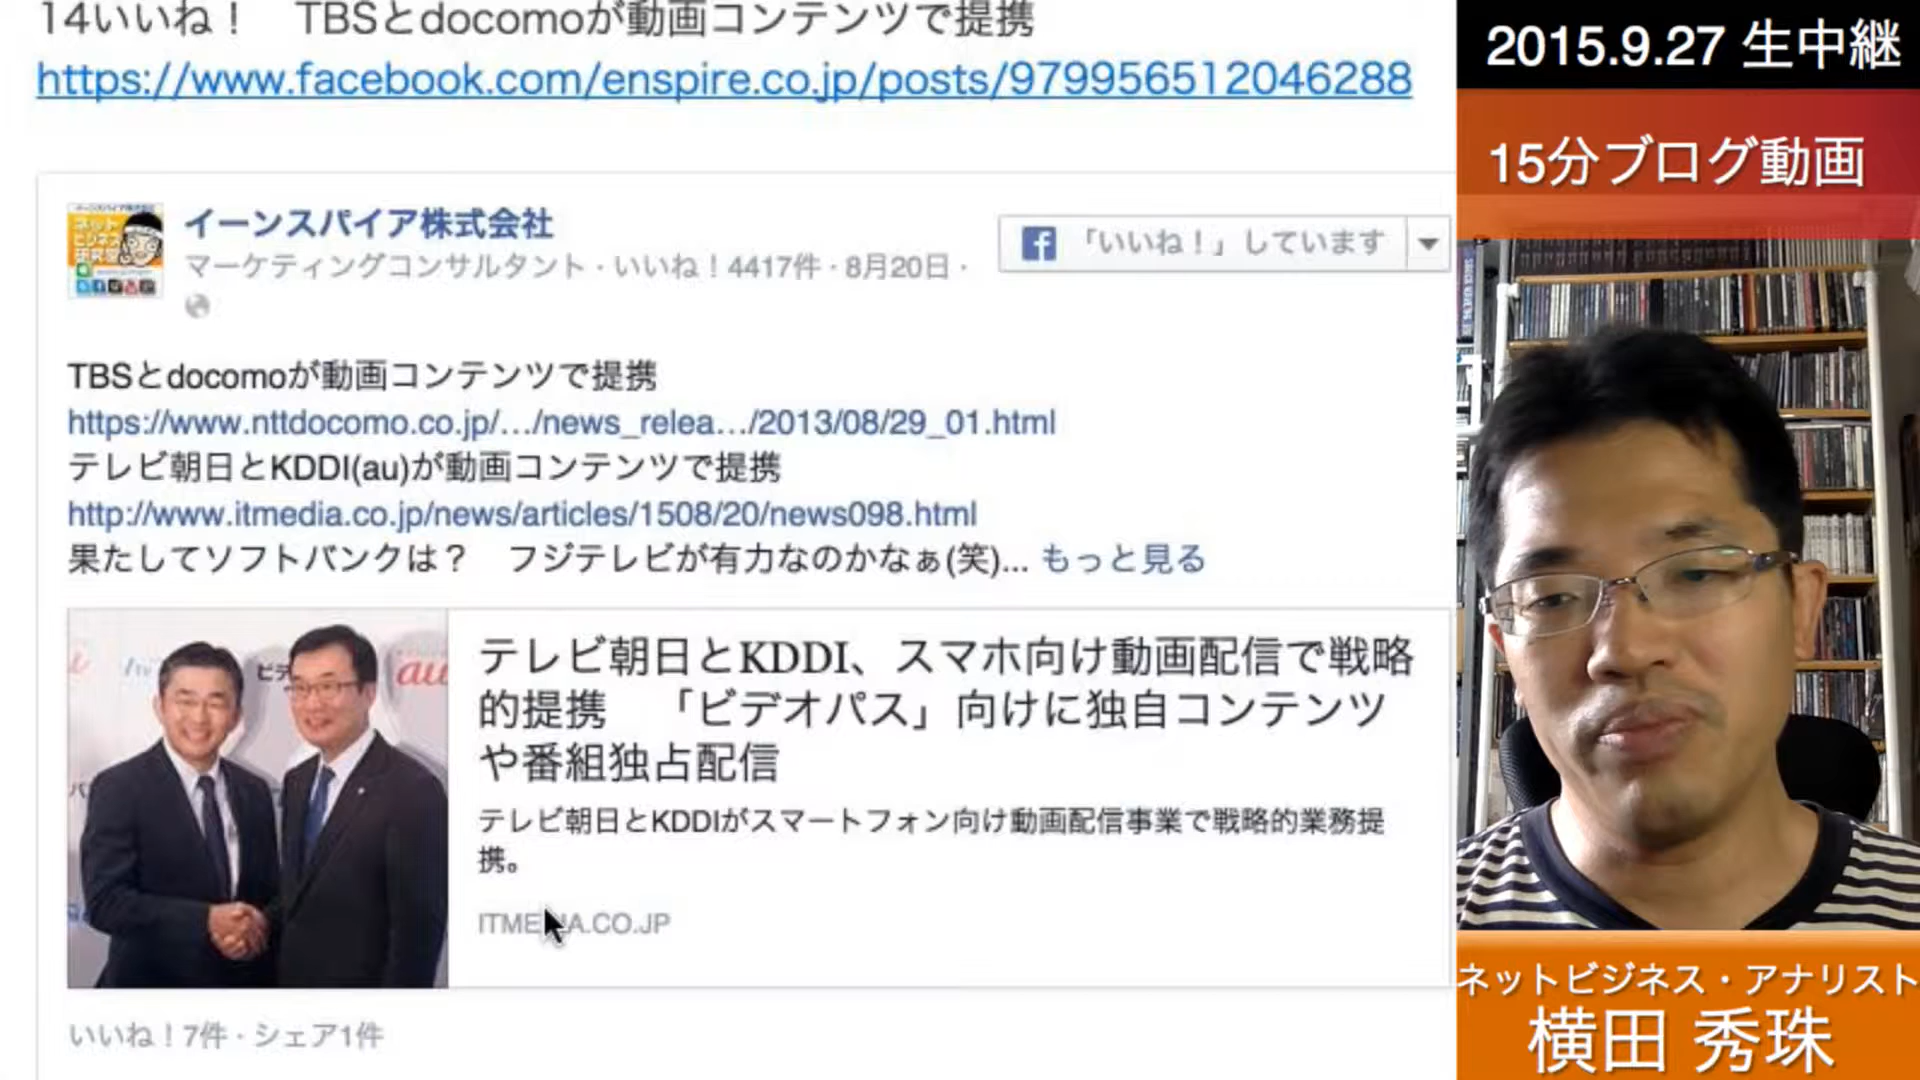 14いいね！　TBSとdocomoが動画コンテンツで提携
https://www.facebook.com/enspire.co.jp/posts/979956512046288
イーンスパイア株式会社
マーケティングコンサルタント · いいね！4417件 · 8月20日 ·
「いいね！」しています
ネット
ビジネス
研究室
TBSとdocomoが動画コンテンツで提携
https://www.nttdocomo.co.jp/…/news_relea…/2013/08/29_01.html
テレビ朝日とKDDI(au)が動画コンテンツで提携
http://www.itmedia.co.jp/news/articles/1508/20/news098.html
果たしてソフトバンクは？　フジテレビが有力なのかなぁ(笑)... もっと見る
au
テレビ朝日とKDDI、スマホ向け動画配信で戦略
的提携　「ビデオパス」向けに独自コンテンツ
や番組独占配信
テレビ朝日とKDDIがスマートフォン向け動画配信事業で戦略的業務提
携。
ITMEDIA.CO.JP
いいね！7件 · シェア1件
2015.9.27 生中継
15分ブログ動画
ネットビジネス・アナリスト
横田 秀珠